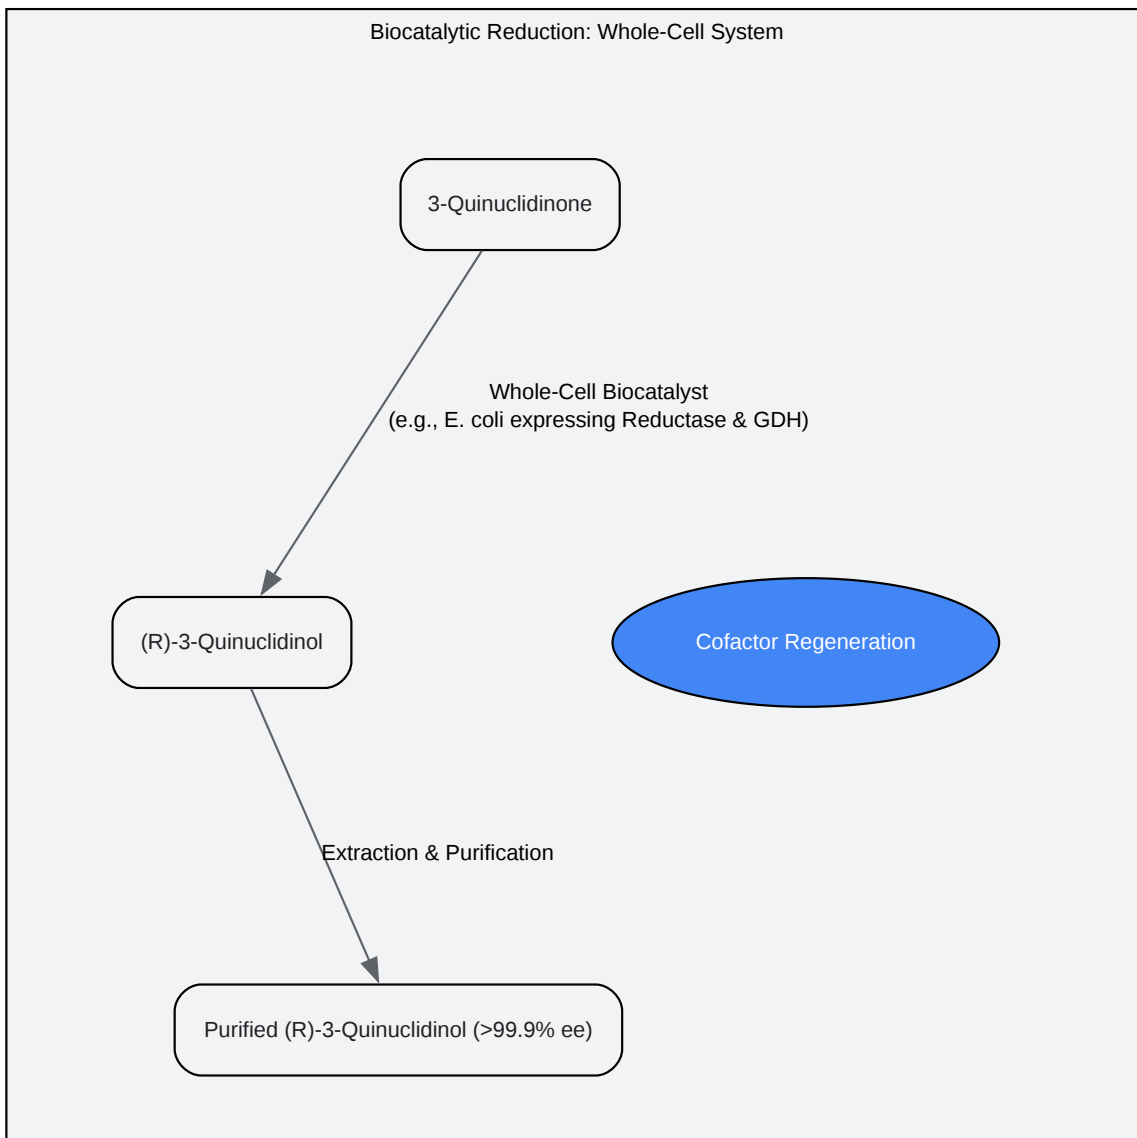 Biocatalytic Reduction: Whole-Cell System
3-Quinuclidinone
Whole-Cell Biocatalyst
(e.g., E. coli expressing Reductase & GDH)
(R)-3-Quinuclidinol
Cofactor Regeneration
Extraction & Purification
Purified (R)-3-Quinuclidinol (>99.9% ee)